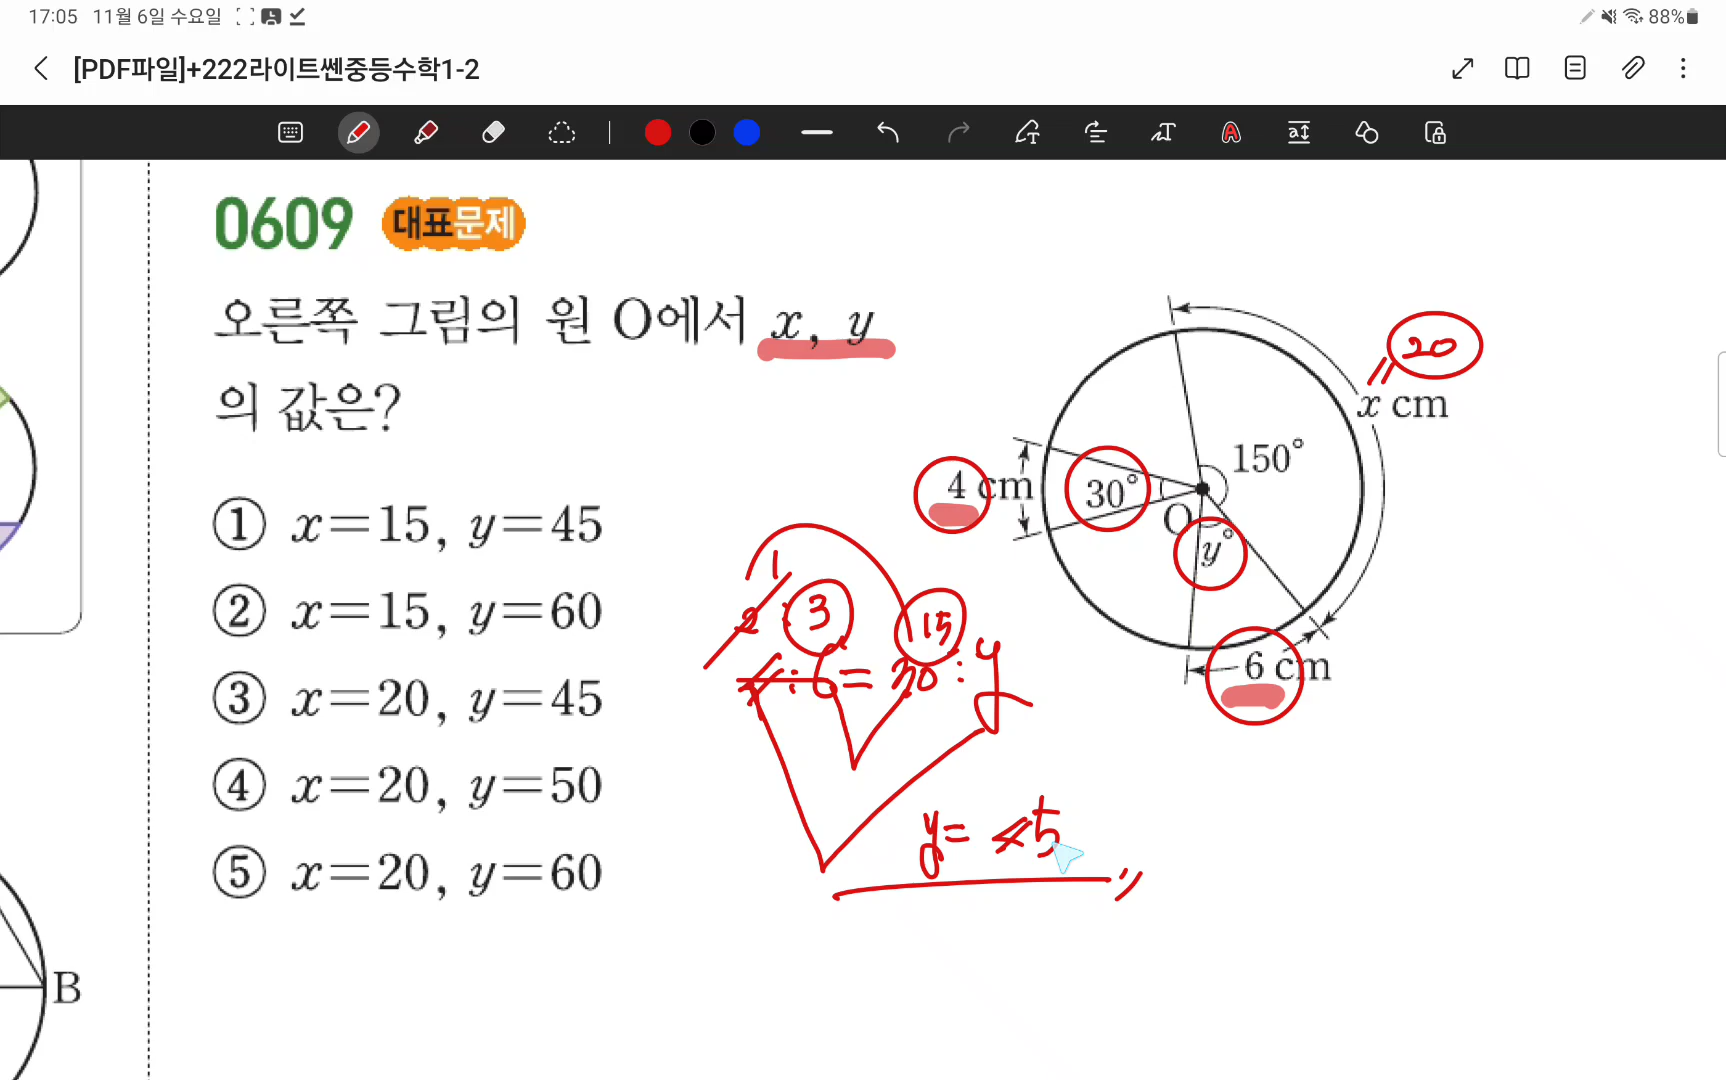 17:05 11월 6일 수요일
88%
[PDF파일]+222라이트쎈중등수학1-2
0609 대표문제
오른쪽 그림의 원 O에서 x, y
의 값은?
① x=15, y=45
② x=15, y=60
③ x=20, y=45
④ x=20, y=50
⑤ x=20, y=60
20
x cm
150°
4 cm
30°
O
y°
6 cm
1
2 3 15
4 : 6 = 30 : y
y = 45
B